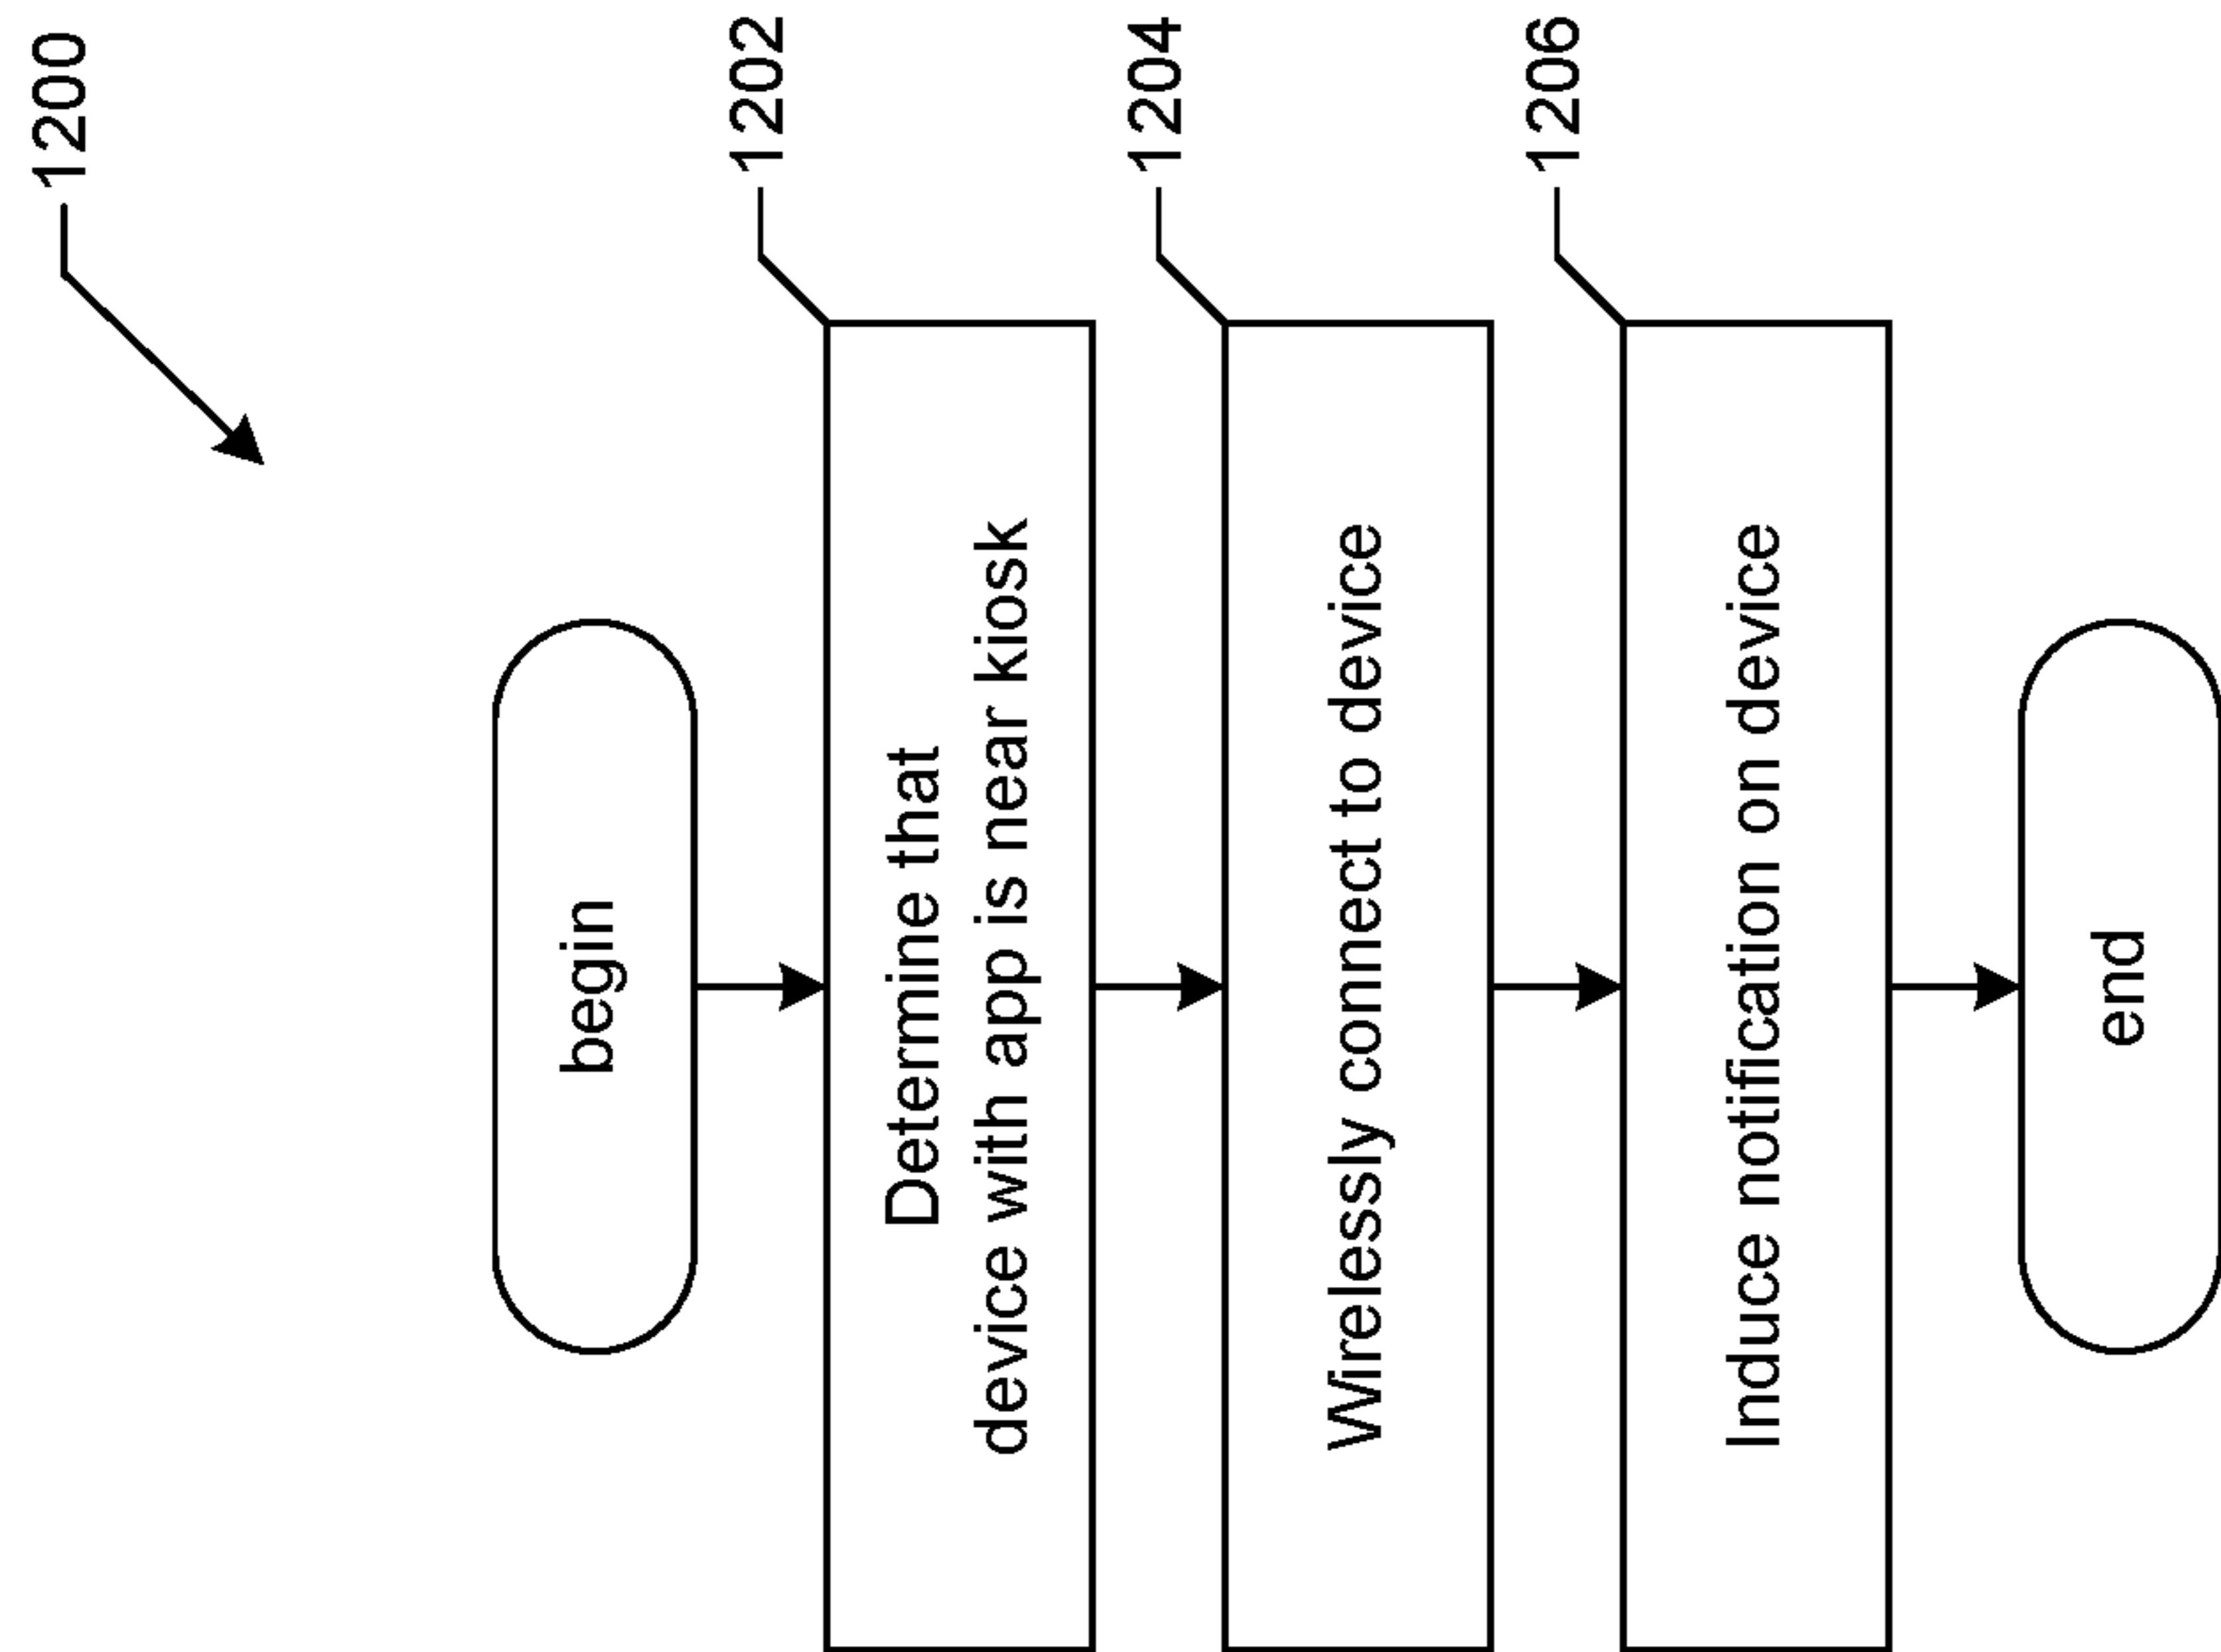 1200
begin
1202
Determine that
device with app is near kiosk
1204
Wirelessly connect to device
1206
Induce notification on device
end